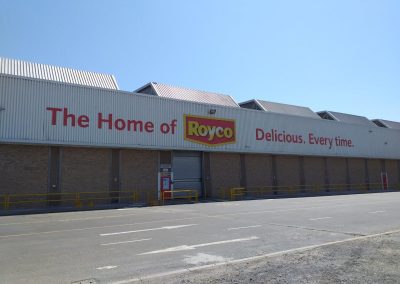 The Home of Royco Delicious. Every time.